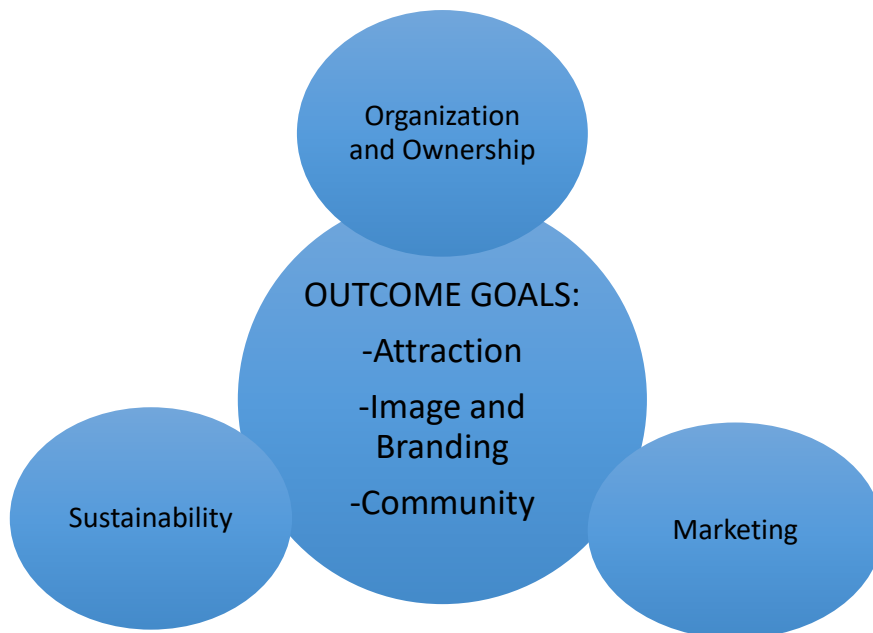 Organization
and Ownership
OUTCOME GOALS:
-Attraction
-Image and
Branding
-Community
Sustainability
Marketing